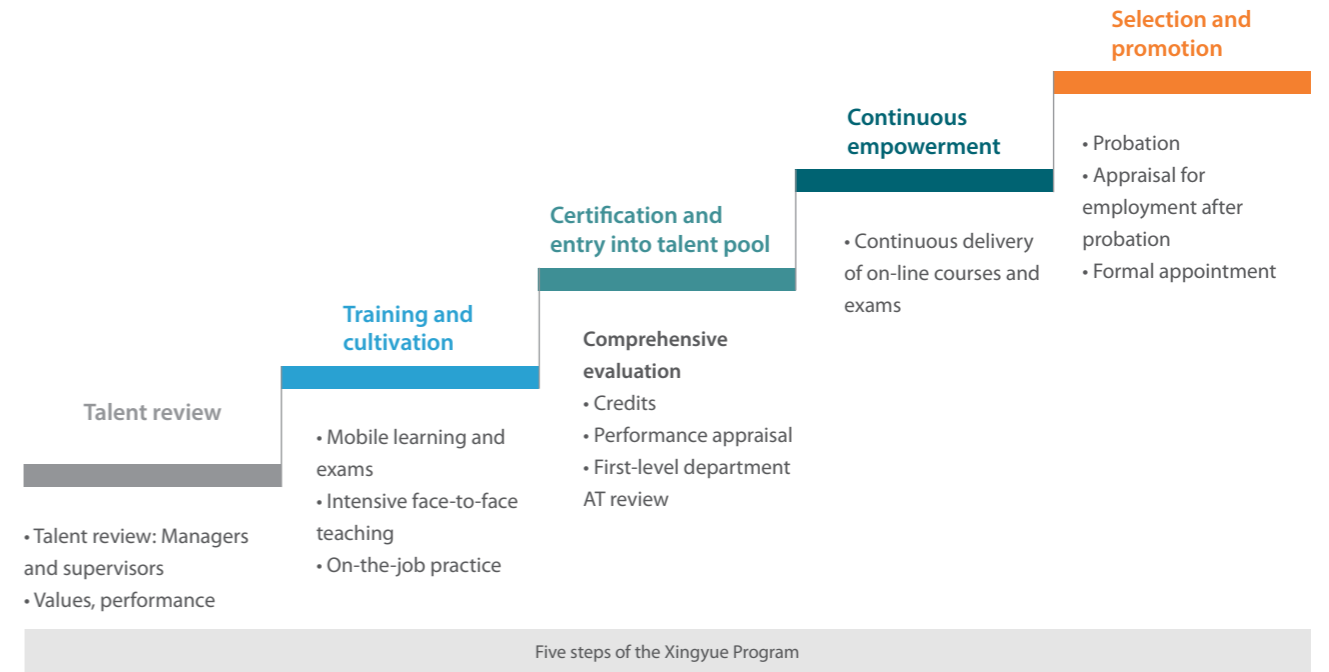 Talent review
• Talent review: Managers
and supervisors
• Values, performance
Training and
cultivation
• Mobile learning and
exams
• Intensive face-to-face
teaching
• On-the-job practice
Certification and
entry into talent pool
Comprehensive
evaluation
• Credits
• Performance appraisal
• First-level department
AT review
Continuous
empowerment
• Continuous delivery
of on-line courses and
exams
Selection and
promotion
• Probation
• Appraisal for
employment after
probation
• Formal appointment
Five steps of the Xingyue Program